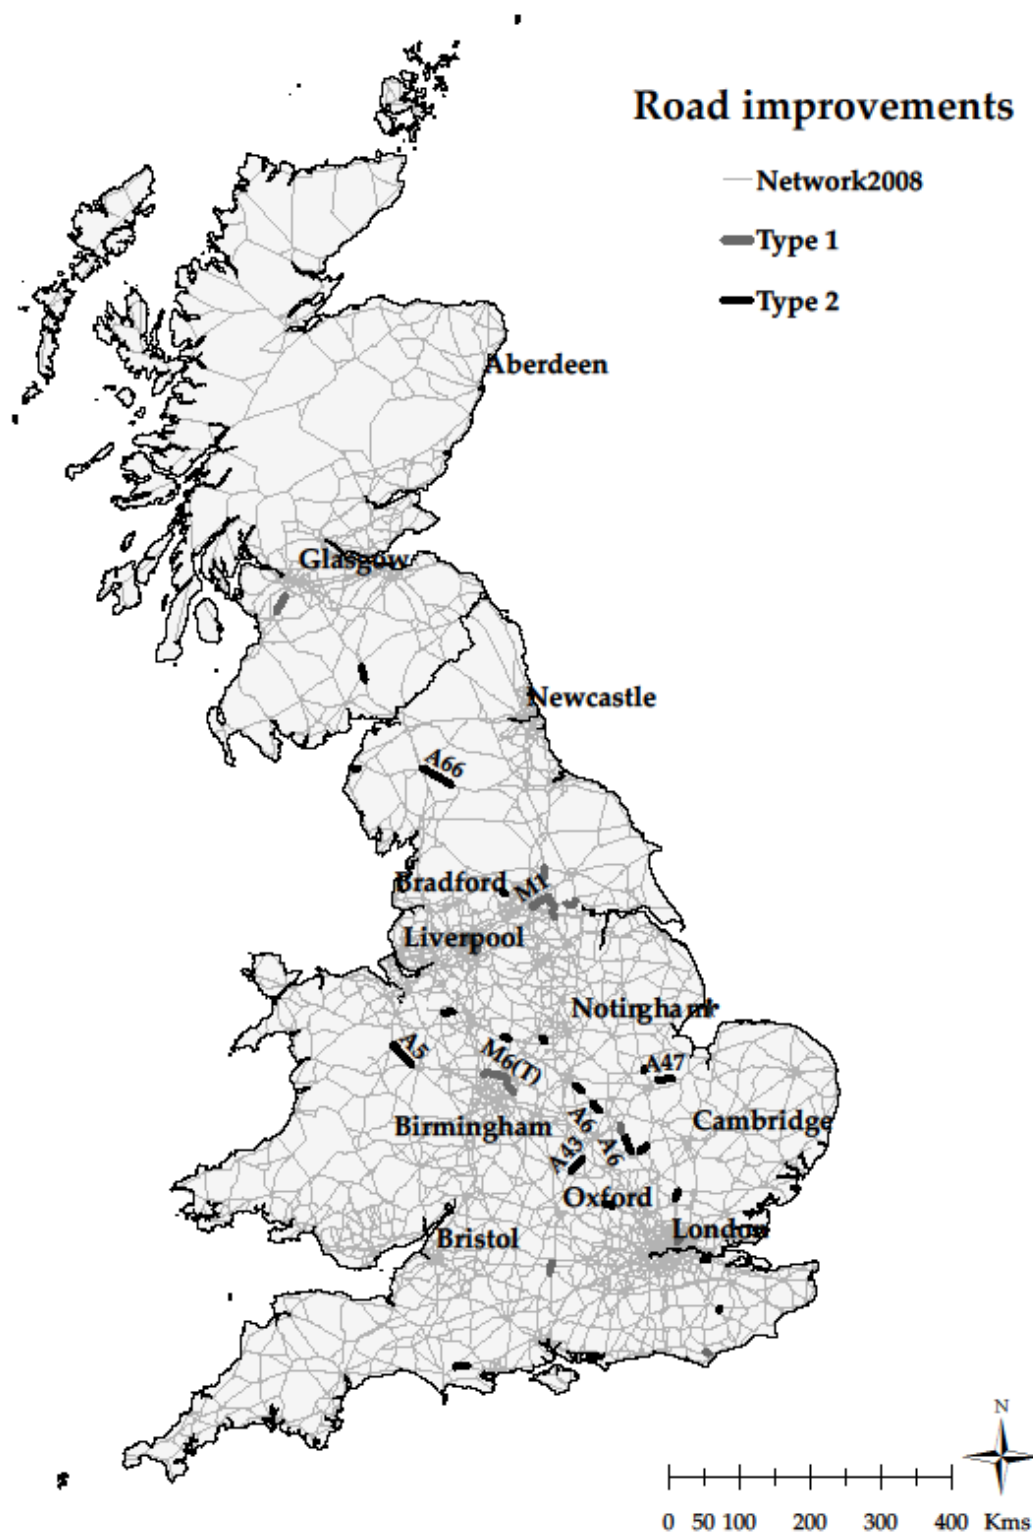 Road improvements
Network2008
Type 1
Type 2
Aberdeen
Glasgow
Newcastle
A66
Bradford
M1
Liverpool
Notingham
A5
M6(T)
A47
Birmingham
A6
Cambridge
A43
A6
Oxford
Bristol
London
N
0 50 100 200 300 400 Kms